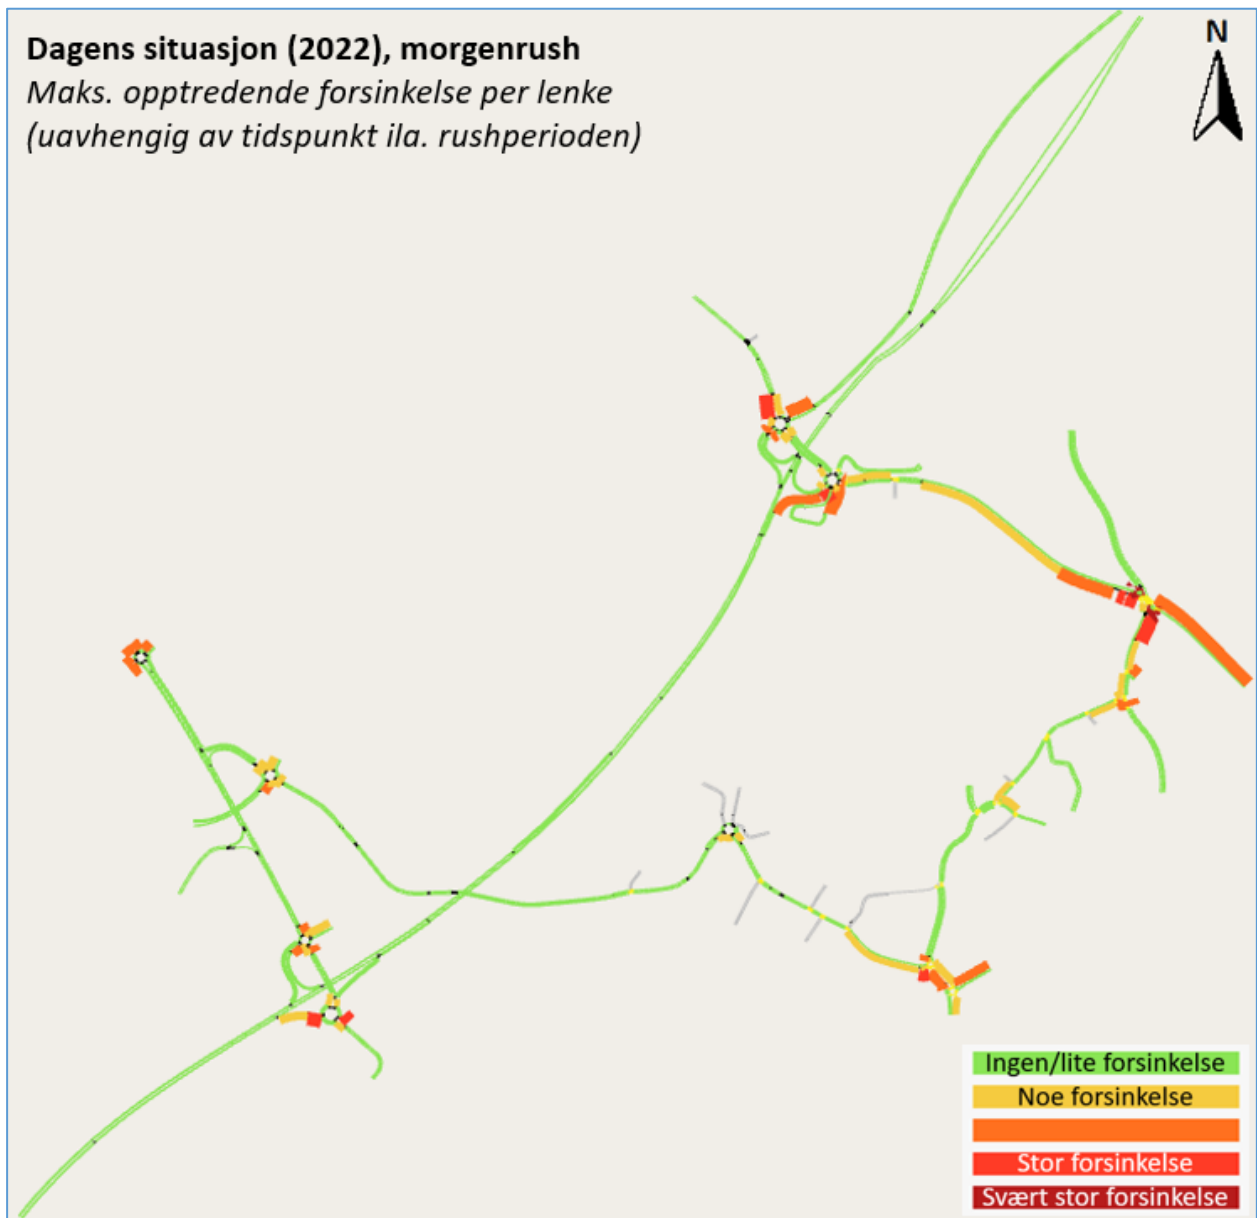 Dagens situasjon (2022), morgenrush
Maks. opptredende forsinkelse per lenke
(uavhengig av tidspunkt ila. rushperioden)
N
Ingen/lite forsinkelse
Noe forsinkelse
Stor forsinkelse
Svært stor forsinkelse